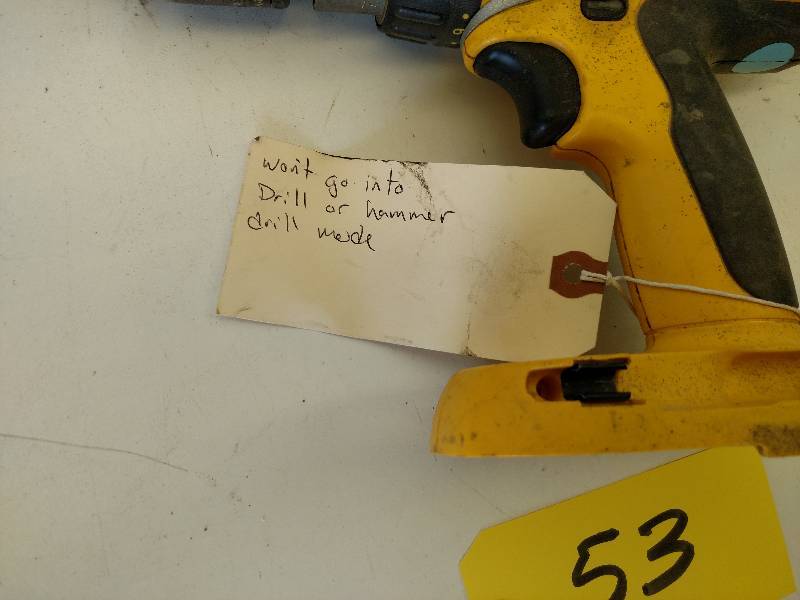 won't go into
Drill or hammer
drill mode
53